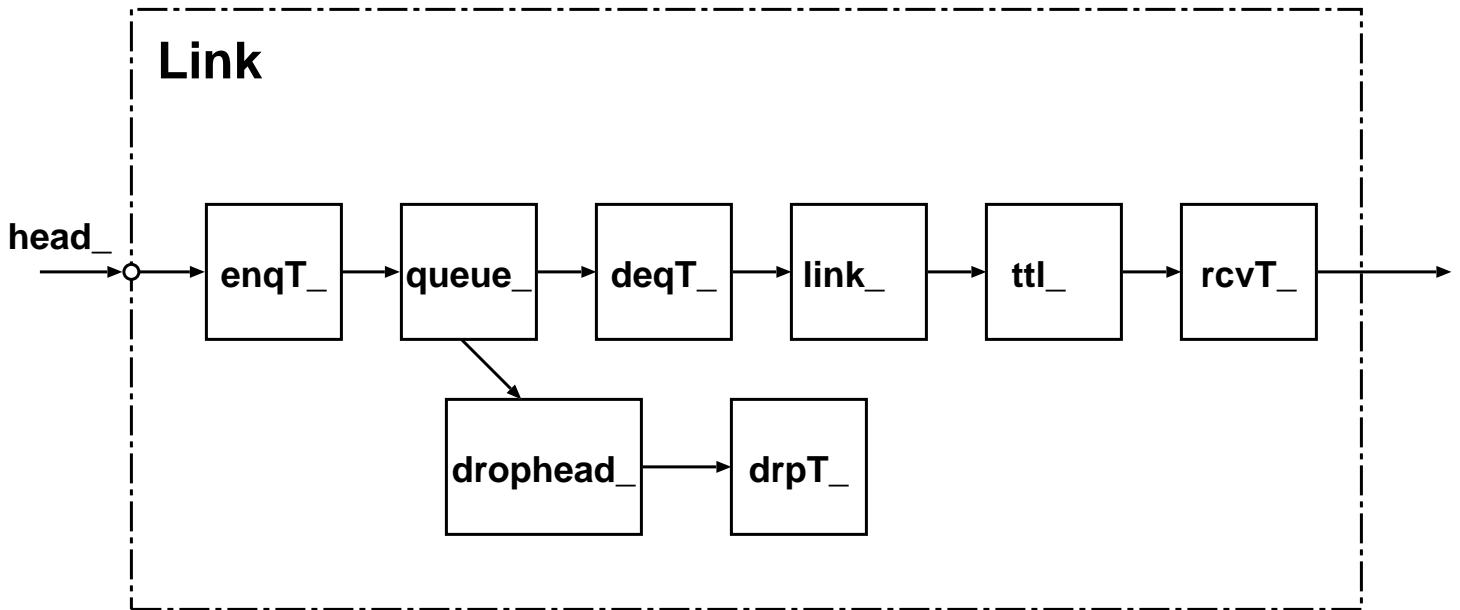 Link
head_
enqT_
queue_
deqT_
link_
ttl_
rcvT_
drophead_
drpT_